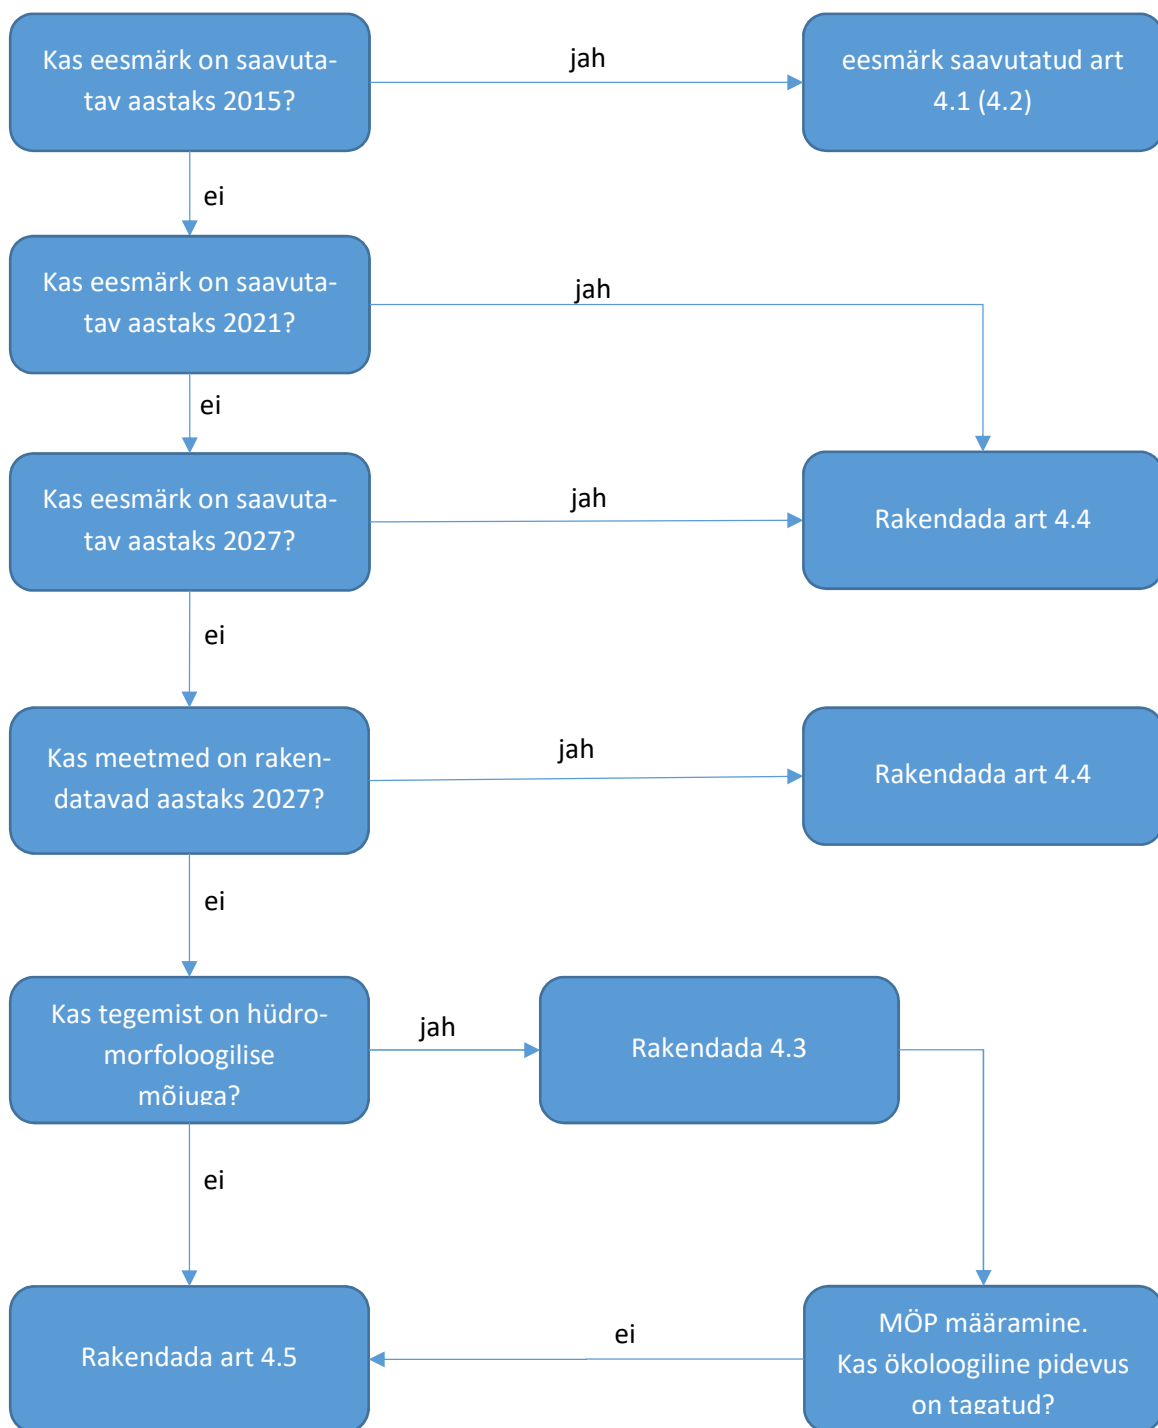 Kas eesmärk on saavuta-
tav aastaks 2015?
jah
eesmärk saavutatud art
4.1 (4.2)
ei
Kas eesmärk on saavuta-
tav aastaks 2021?
jah
ei
Kas eesmärk on saavuta-
tav aastaks 2027?
jah
Rakendada art 4.4
ei
Kas meetmed on raken-
datavad aastaks 2027?
jah
Rakendada art 4.4
ei
Kas tegemist on hüdro-
morfoloogilise
mõjuga?
jah
Rakendada 4.3
ei
Rakendada art 4.5
ei
MÖP määramine.
Kas ökoloogiline pidevus
on tagatud?